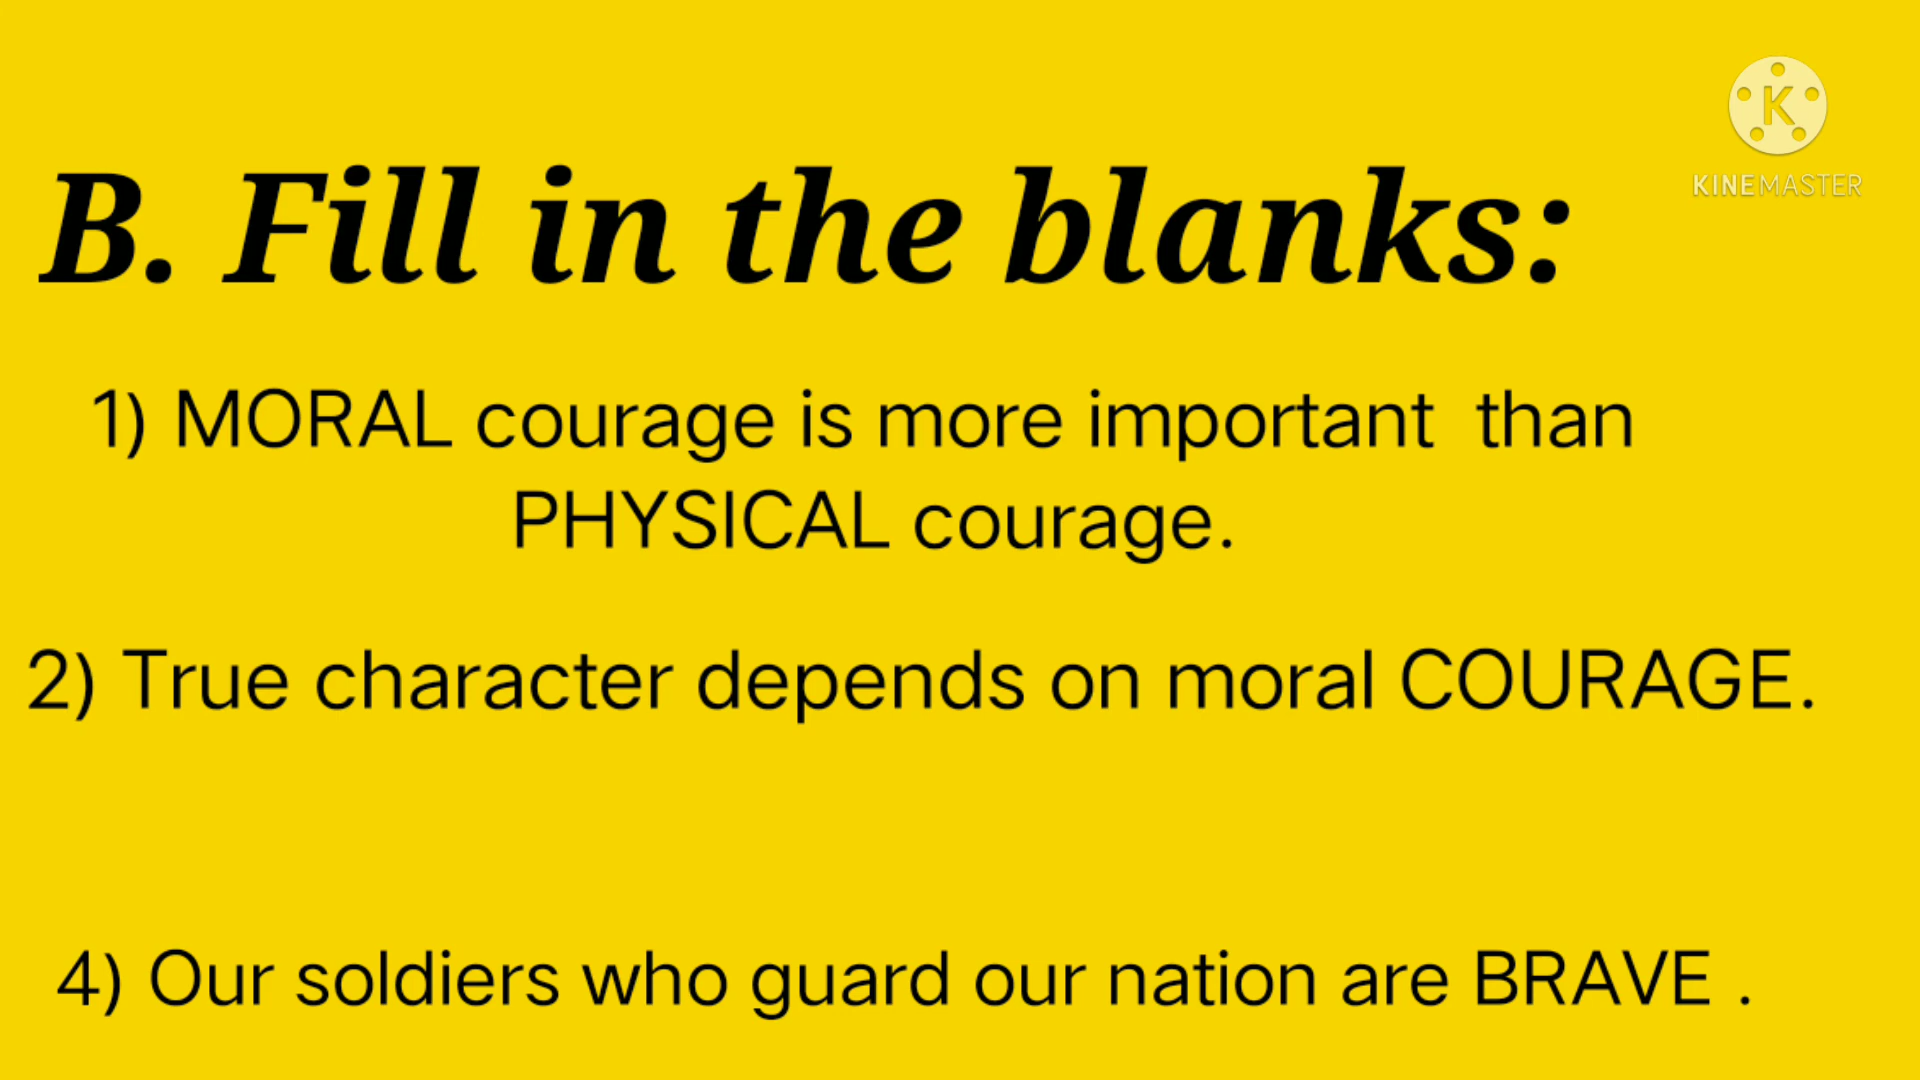 KINEMASTER
B. Fill in the blanks:
1) MORAL courage is more important than
PHYSICAL courage.
2) True character depends on moral COURAGE.
4) Our soldiers who guard our nation are BRAVE .